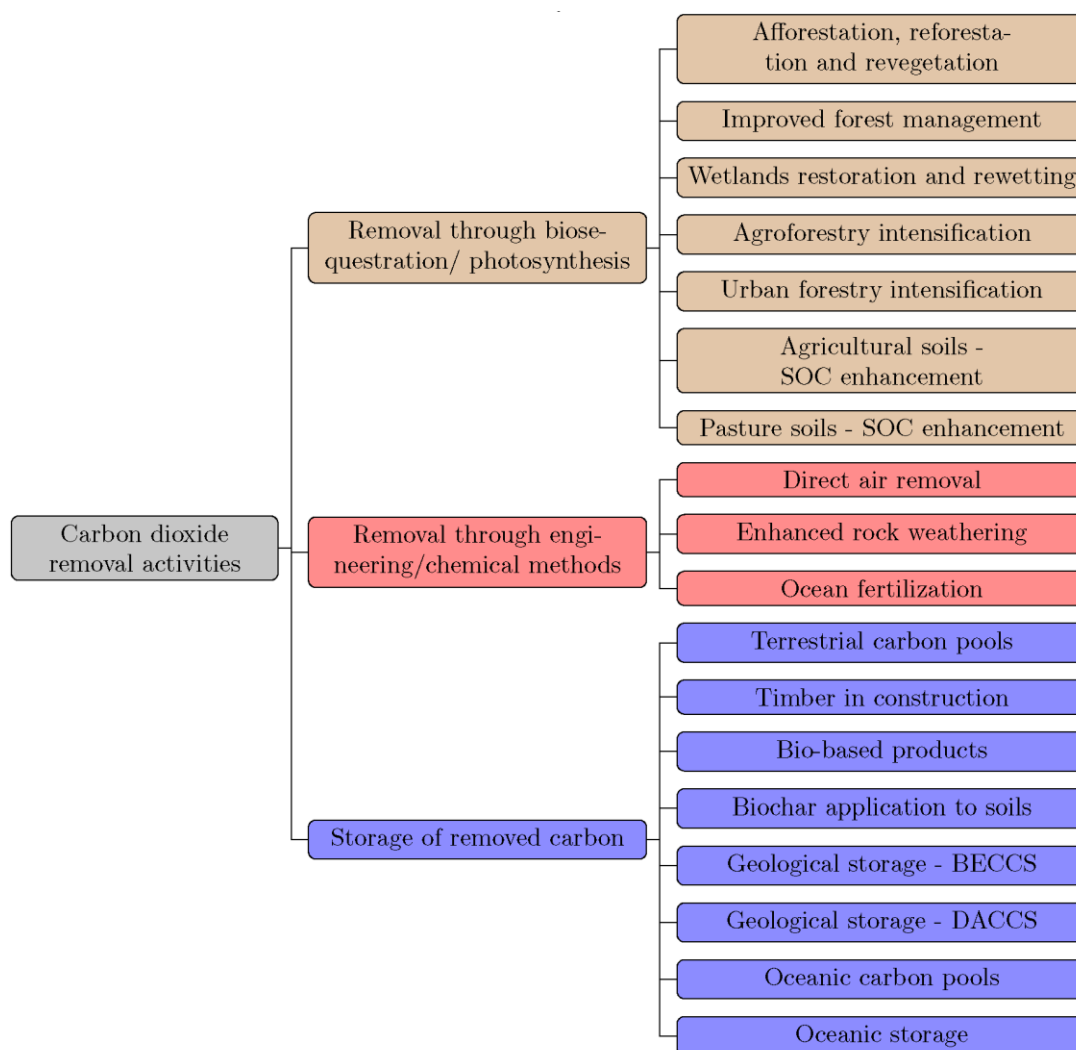 Afforestation, reforesta-
tion and revegetation
Improved forest management
Wetlands restoration and rewetting
Removal through biose-
questration/ photosynthesis
Agroforestry intensification
Urban forestry intensification
Agricultural soils -
SOC enhancement
Pasture soils - SOC enhancement
Direct air removal
Carbon dioxide
removal activities
Removal through engi-
neering/chemical methods
Enhanced rock weathering
Ocean fertilization
Terrestrial carbon pools
Timber in construction
Bio-based products
Biochar application to soils
Storage of removed carbon
Geological storage - BECCS
Geological storage - DACCS
Oceanic carbon pools
Oceanic storage